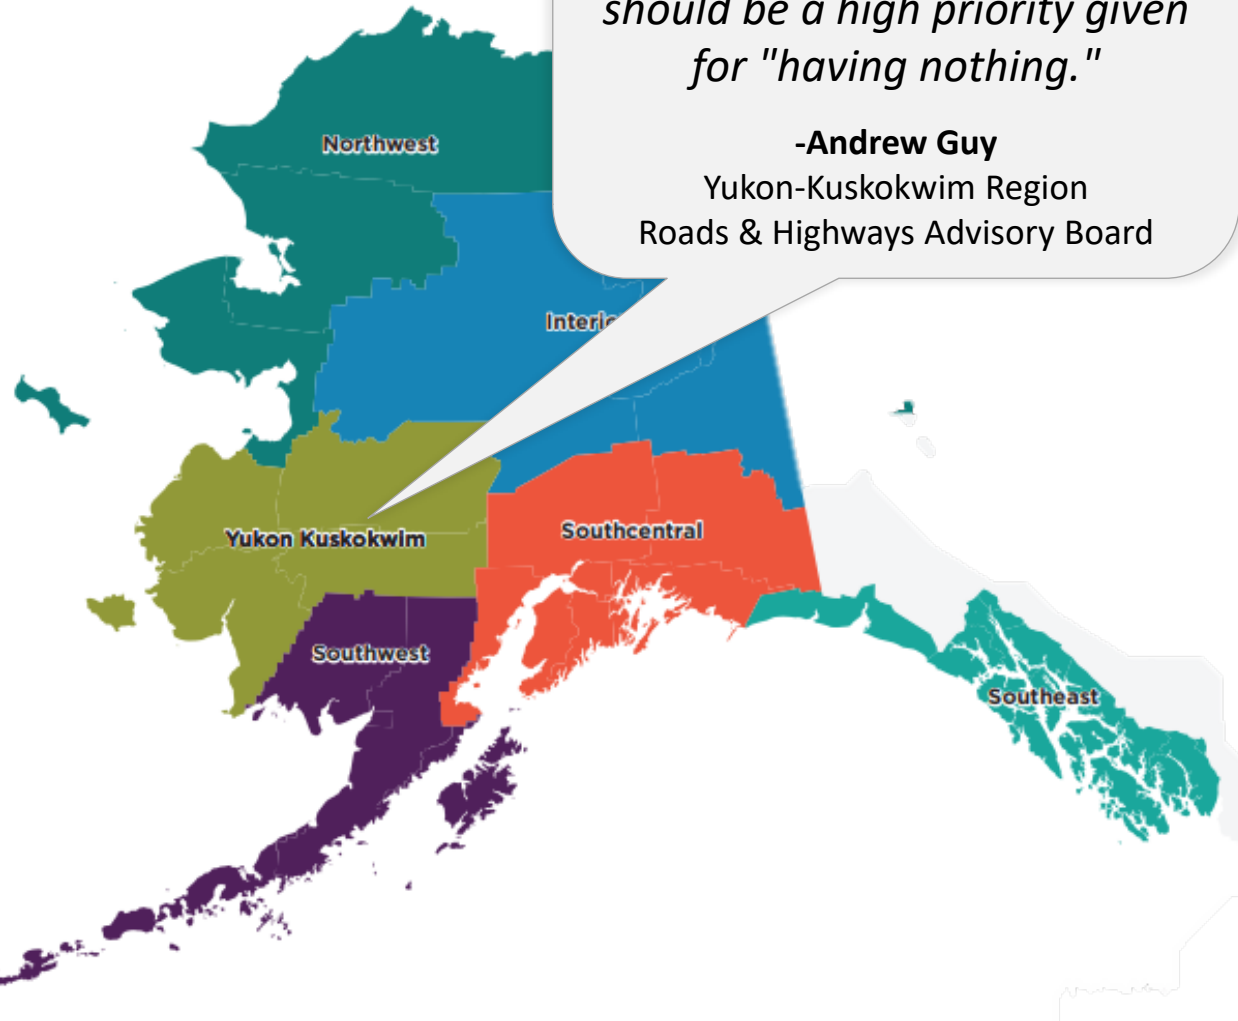 should be a high priority given
for "having nothing."
-Andrew Guy
Yukon-Kuskokwim Region
Roads & Highways Advisory Board
Northwest
Yukon Kuskokwim
Southcentral
Southwest
Southeast